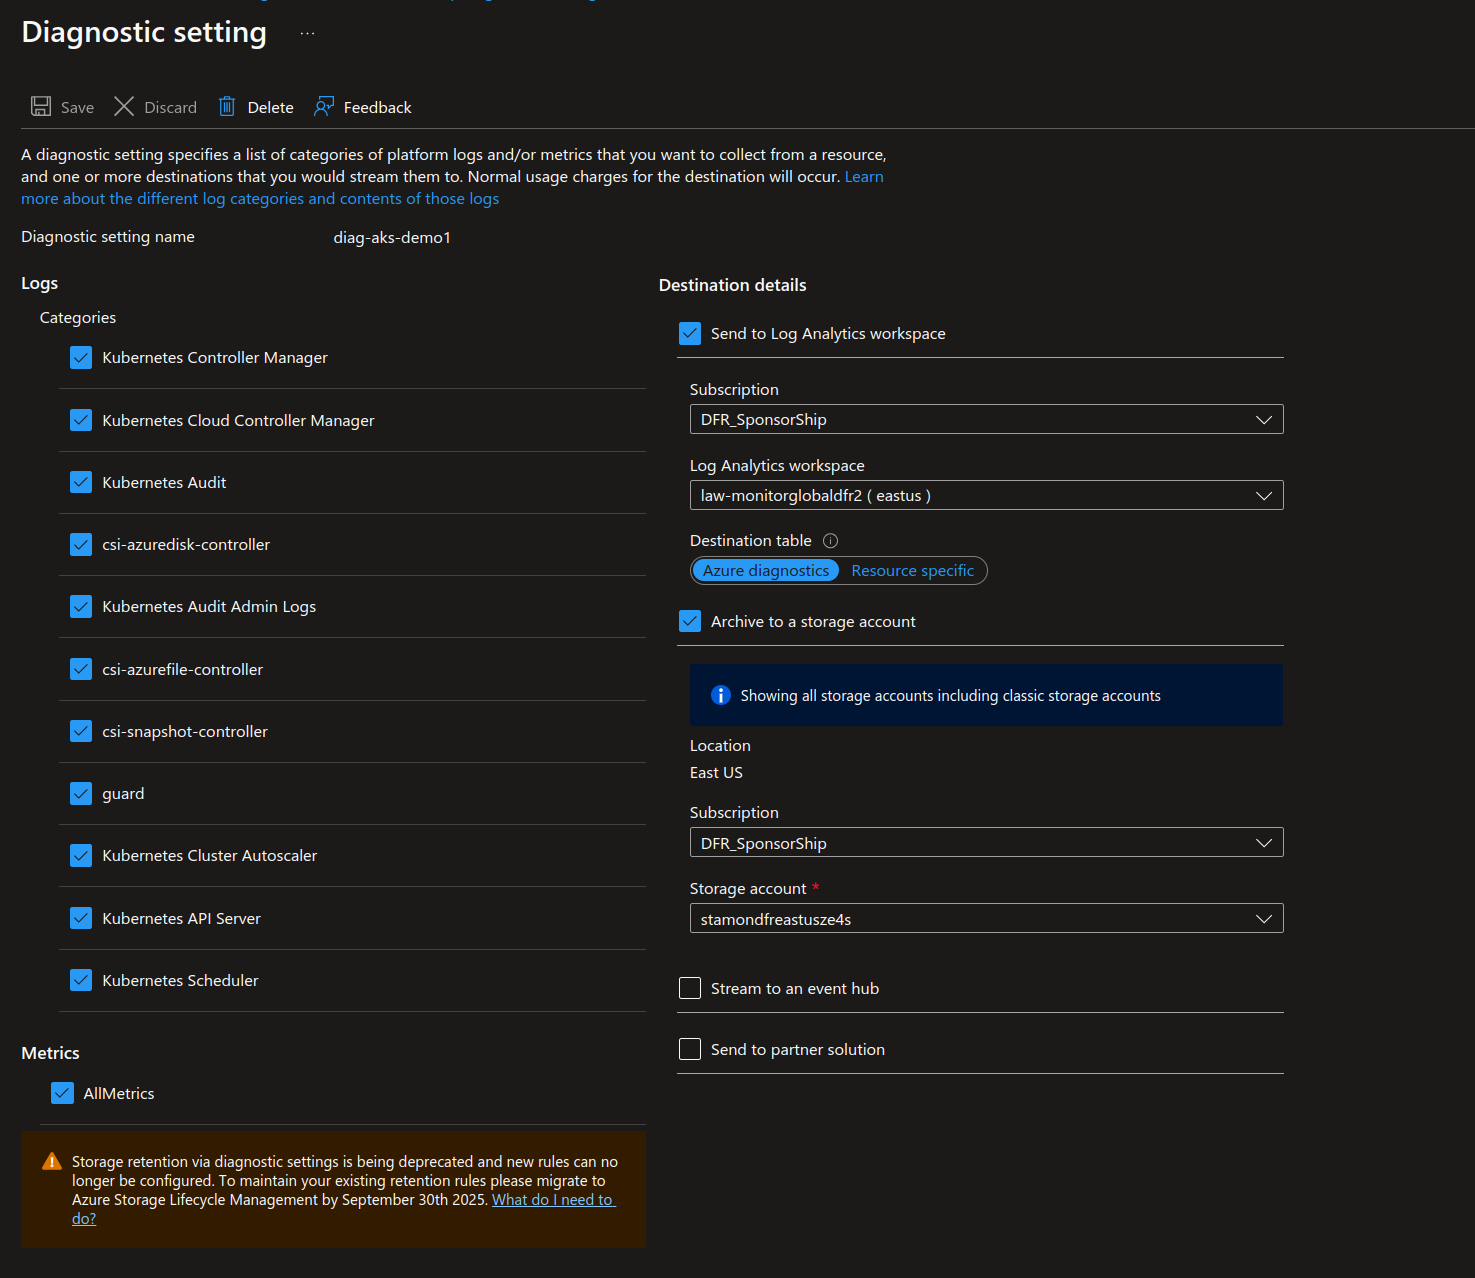 Diagnostic setting ...
Save Discard Delete Feedback
A diagnostic setting specifies a list of categories of platform logs and/or metrics that you want to collect from a resource,
and one or more destinations that you would stream them to. Normal usage charges for the destination will occur. Learn
more about the different log categories and contents of those logs
Diagnostic setting name diag-aks-demo1
Logs
Categories
Kubernetes Controller Manager
Kubernetes Cloud Controller Manager
Kubernetes Audit
csi-azuredisk-controller
Kubernetes Audit Admin Logs
csi-azurefile-controller
csi-snapshot-controller
guard
Kubernetes Cluster Autoscaler
Kubernetes API Server
Kubernetes Scheduler
Metrics
AllMetrics
Storage retention via diagnostic settings is being deprecated and new rules can no
longer be configured. To maintain your existing retention rules please migrate to
Azure Storage Lifecycle Management by September 30th 2025. What do I need to
do?
Destination details
Send to Log Analytics workspace
Subscription
DFR_SponsorShip
Log Analytics workspace
law-monitorglobaldfr2 ( eastus )
Destination table
Azure diagnostics Resource specific
Archive to a storage account
Showing all storage accounts including classic storage accounts
Location
East US
Subscription
DFR_SponsorShip
Storage account *
stamondfreastusze4s
Stream to an event hub
Send to partner solution